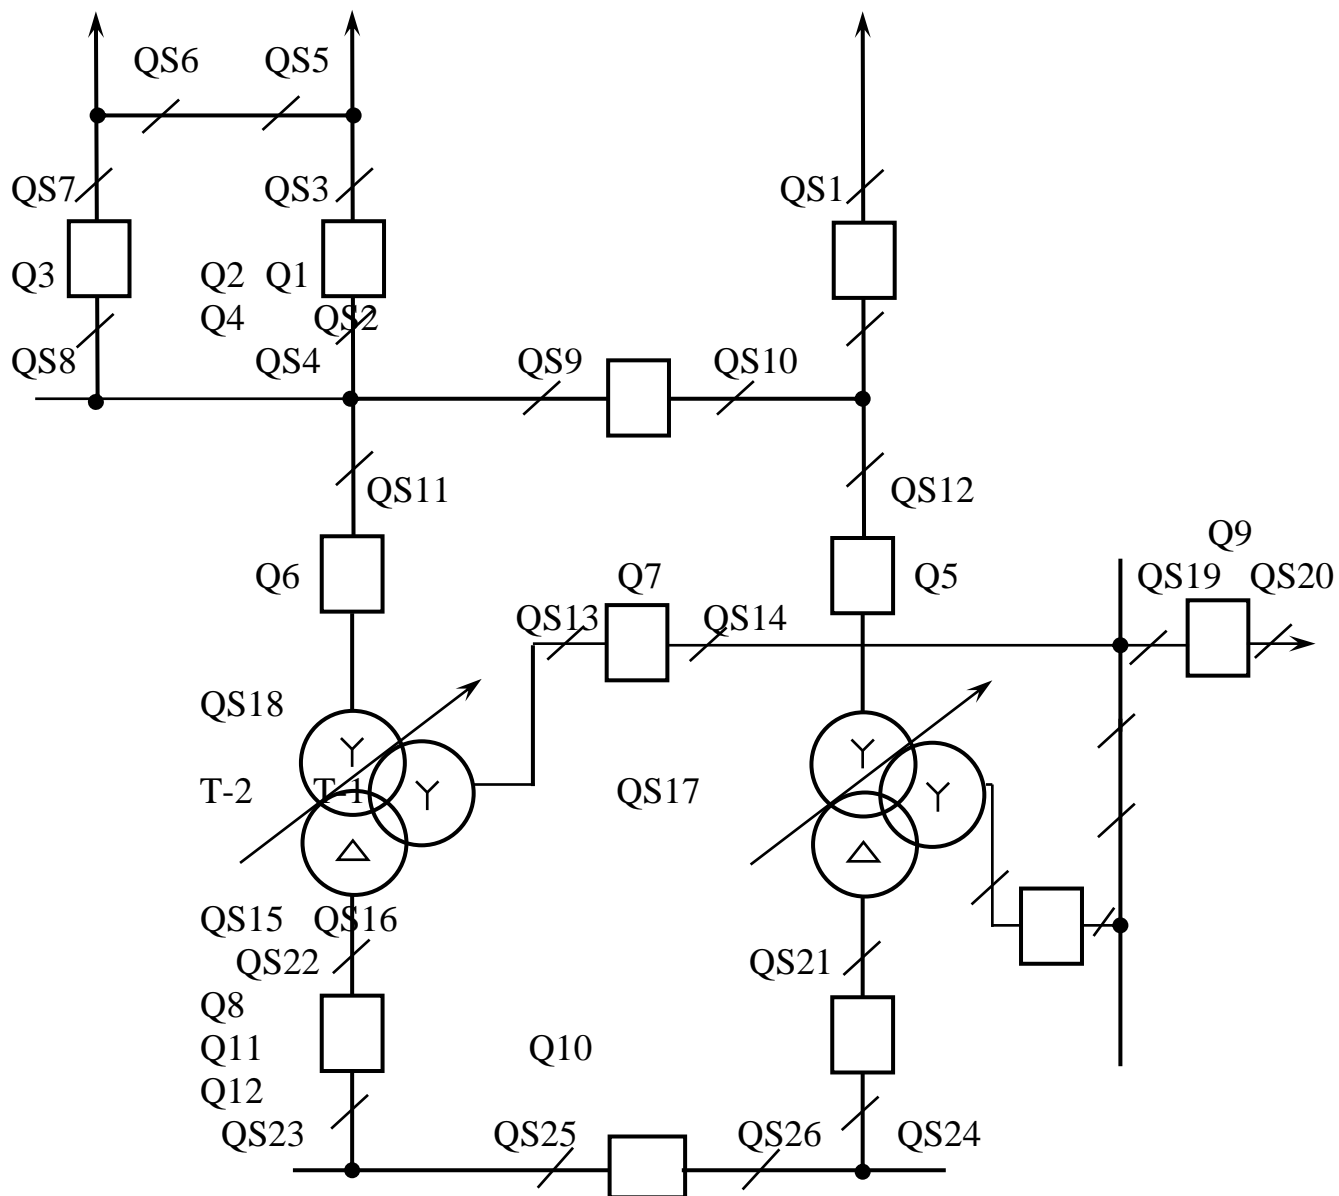 QS6 QS5
QS7 QS3 QS1
Q3 Q2 Q1
Q4 QS2
QS8 QS4 QS9 QS10
QS11 QS12
Q9
Q6 Q7 Q5 QS19 QS20
QS13 QS14
QS18
T-2 T-1 QS17
QS15 QS16
QS22 QS21
Q8
Q11 Q10
Q12
QS23 QS25 QS26 QS24